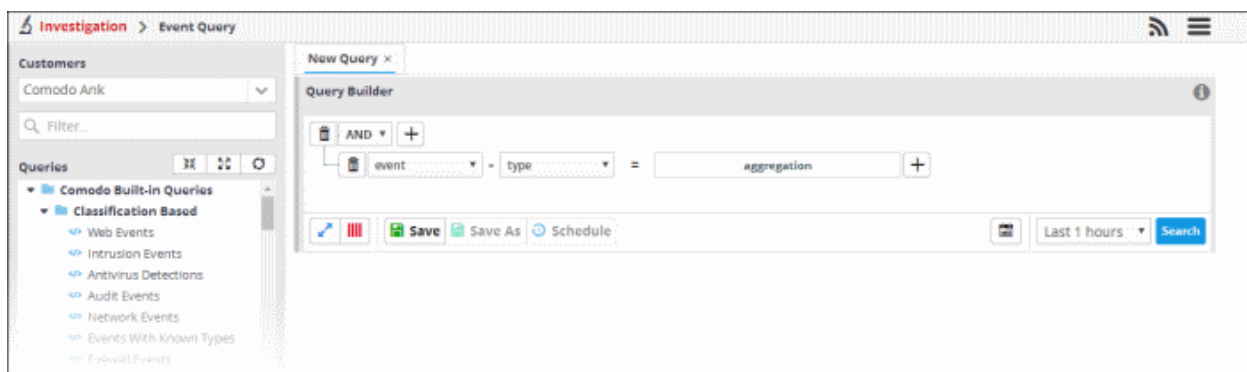 Investigation > Event Query
Customers
Comodo Ank
Filter..
Queries
Comodo Built-in Queries
Classification Based
Web Events
Intrusion Events
Antivirus Detections
Audit Events
Network Events
Events With Known Types
Firewall Events
New Query ×
Query Builder
AND
event - type = aggregation
Save Save As Schedule
Last 1 hours Search